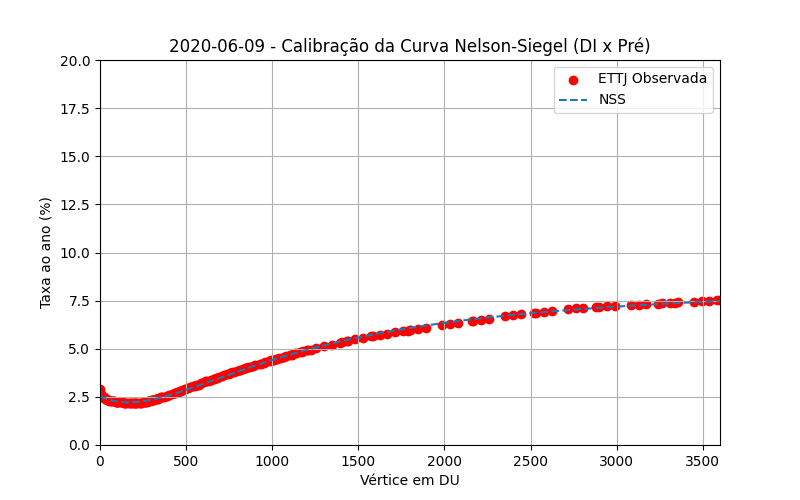 2020-06-09 - Calibração da Curva Nelson-Siegel (DI x Pré)
ETTJ Observada
NSS
Taxa ao ano (%)
20.0
17.5
15.0
12.5
10.0
7.5
5.0
2.5
0.0
0 500 1000 1500 2000 2500 3000 3500
Vértice em DU